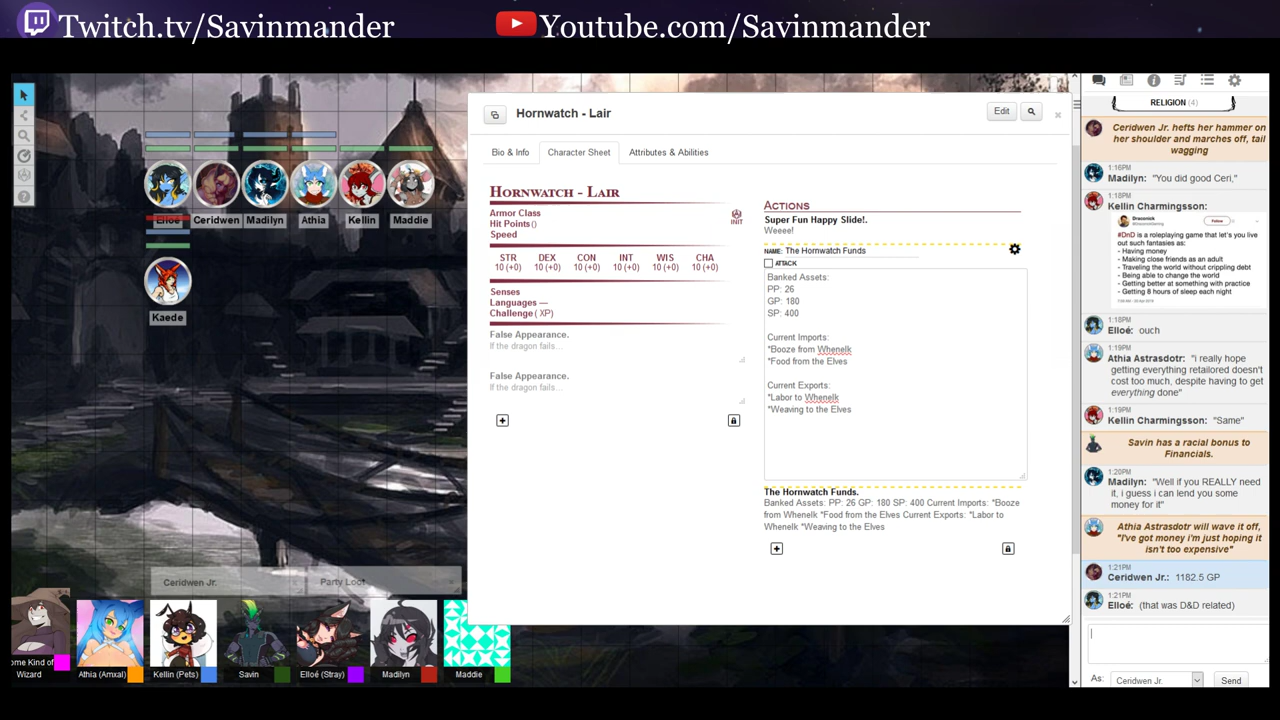 Twitch.tv/Savinmander
Youtube.com/Savinmander
Elloé
Ceridwen
Madilyn
Athia
Kellin
Maddie
Kaede
Ceridwen Jr.
Party Loot
ome Kind of
Wizard
Athia (Amxal)
Kellin (Pets)
Savin
Elloé (Stray)
Madilyn
Maddie
Hornwatch - Lair
Edit
Bio & Info
Character Sheet
Attributes & Abilities
Hornwatch - Lair
Armor Class
Hit Points ()
Speed
INIT
STR DEX CON INT WIS CHA
10 (+0) 10 (+0) 10 (+0) 10 (+0) 10 (+0) 10 (+0)
Senses
Languages —
Challenge ( XP)
False Appearance.
If the dragon fails...
False Appearance.
If the dragon fails...
Actions
Super Fun Happy Slide!.
Weeee!
NAME: The Hornwatch Funds
ATTACK
Banked Assets:
PP: 26
GP: 180
SP: 400
Current Imports:
*Booze from Whenelk
*Food from the Elves
Current Exports:
*Labor to Whenelk
*Weaving to the Elves
The Hornwatch Funds.
Banked Assets: PP: 26 GP: 180 SP: 400 Current Imports: *Booze
from Whenelk *Food from the Elves Current Exports: *Labor to
Whenelk *Weaving to the Elves
RELIGION (4)
Ceridwen Jr. hefts her hammer on
her shoulder and marches off, tail
wagging
1:16PM
Madilyn: "You did good Ceri,"
1:18PM
Kellin Charmingsson:
Draconick
Follow
#DnD is a roleplaying game that let's you live
out such fantasies as:
- Having money
- Making close friends as an adult
- Traveling the world without crippling debt
- Being able to change the world
- Getting better at something with practice
- Getting 8 hours of sleep each night
1:18PM
Elloé: ouch
1:19PM
Athia Astrasdotr: "i really hope
getting everything retailored doesn't
cost too much, despite having to get
everything done"
1:19PM
Kellin Charmingsson: "Same"
Savin has a racial bonus to
Financials.
1:20PM
Madilyn: "Well if you REALLY need
it, i guess i can lend you some
money for it"
Athia Astrasdotr will wave it off,
"I've got money i'm just hoping it
isn't too expensive"
1:21PM
Ceridwen Jr.: 1182.5 GP
1:21PM
Elloé: (that was D&D related)
As:
Ceridwen Jr.
Send